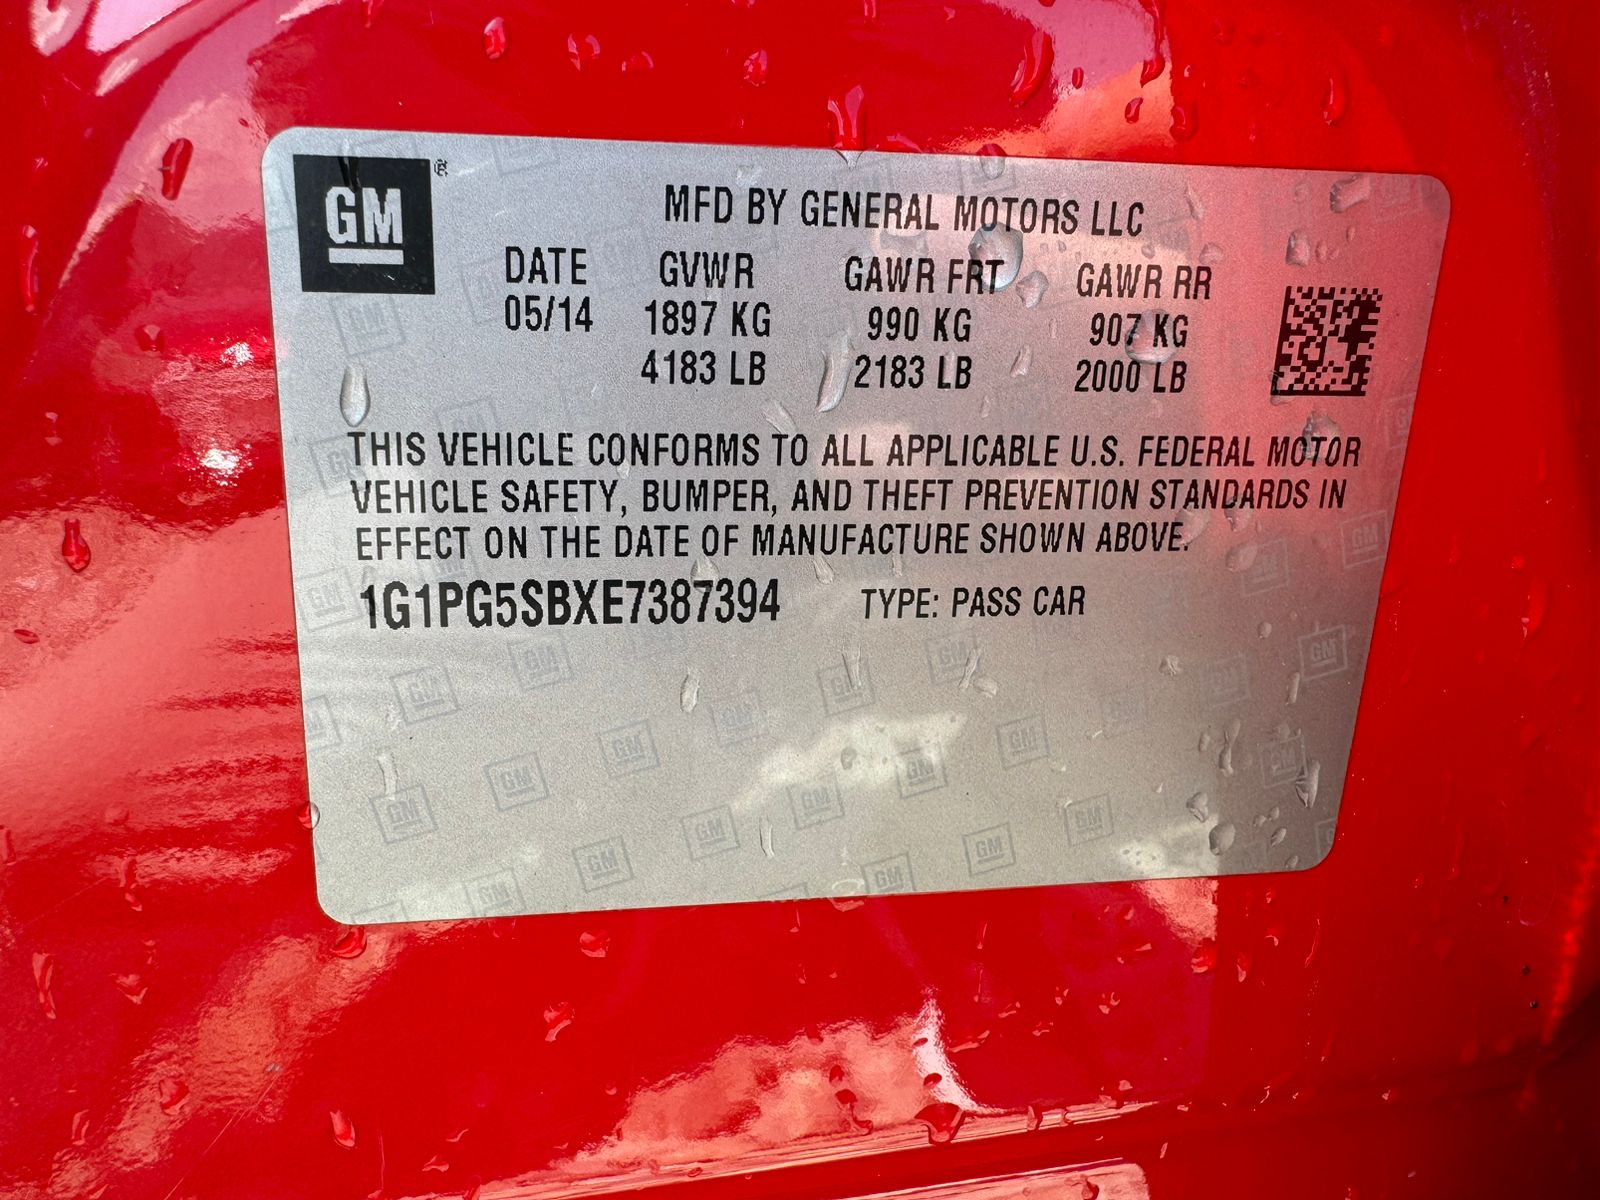 GM
MFD BY GENERAL MOTORS LLC
DATE GVWR GAWR FRT GAWR RR
05/14 1897 KG 990 KG 907 KG
4183 LB 2183 LB 2000 LB
THIS VEHICLE CONFORMS TO ALL APPLICABLE U.S. FEDERAL MOTOR
VEHICLE SAFETY, BUMPER, AND THEFT PREVENTION STANDARDS IN
EFFECT ON THE DATE OF MANUFACTURE SHOWN ABOVE.
1G1PG5SBXE7387394 TYPE: PASS CAR